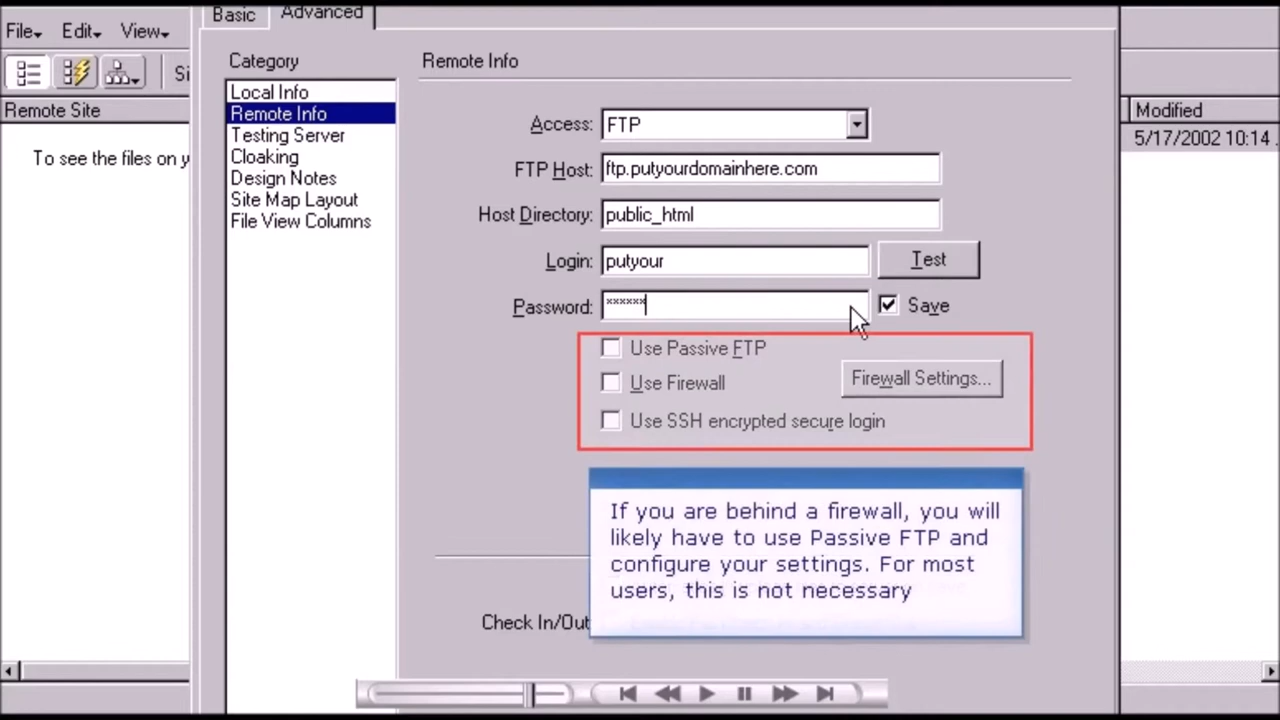 Basic
Advanced
File
Edit
View
Category
Remote Info
Si
Local Info
Remote Info
Testing Server
Cloaking
Design Notes
Site Map Layout
File View Columns
Remote Site
Modified
To see the files on y
5/17/2002 10:14
Access: FTP
FTP Host: ftp.putyourdomainhere.com
Host Directory: public_html
Login: putyour
Test
Password: ******
Save
Use Passive FTP
Use Firewall
Firewall Settings...
Use SSH encrypted secure login
If you are behind a firewall, you will
likely have to use Passive FTP and
configure your settings. For most
users, this is not necessary
Check In/Out